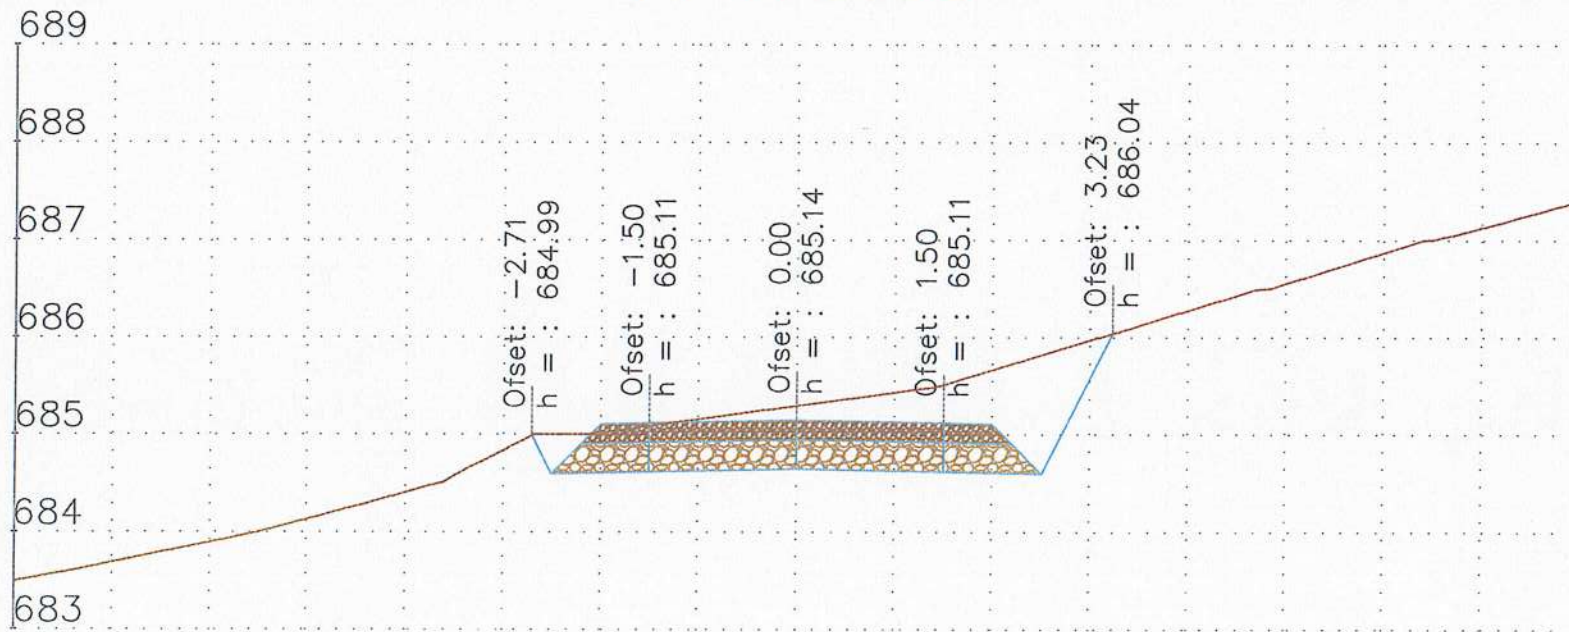 689
688
687
686
685
684
683
Ofset: -2.71
h = : 684.99
Ofset: -1.50
h = : 685.11
Ofset: 0.00
h = : 685.14
Ofset: 1.50
h = : 685.11
Ofset: 3.23
h = : 686.04